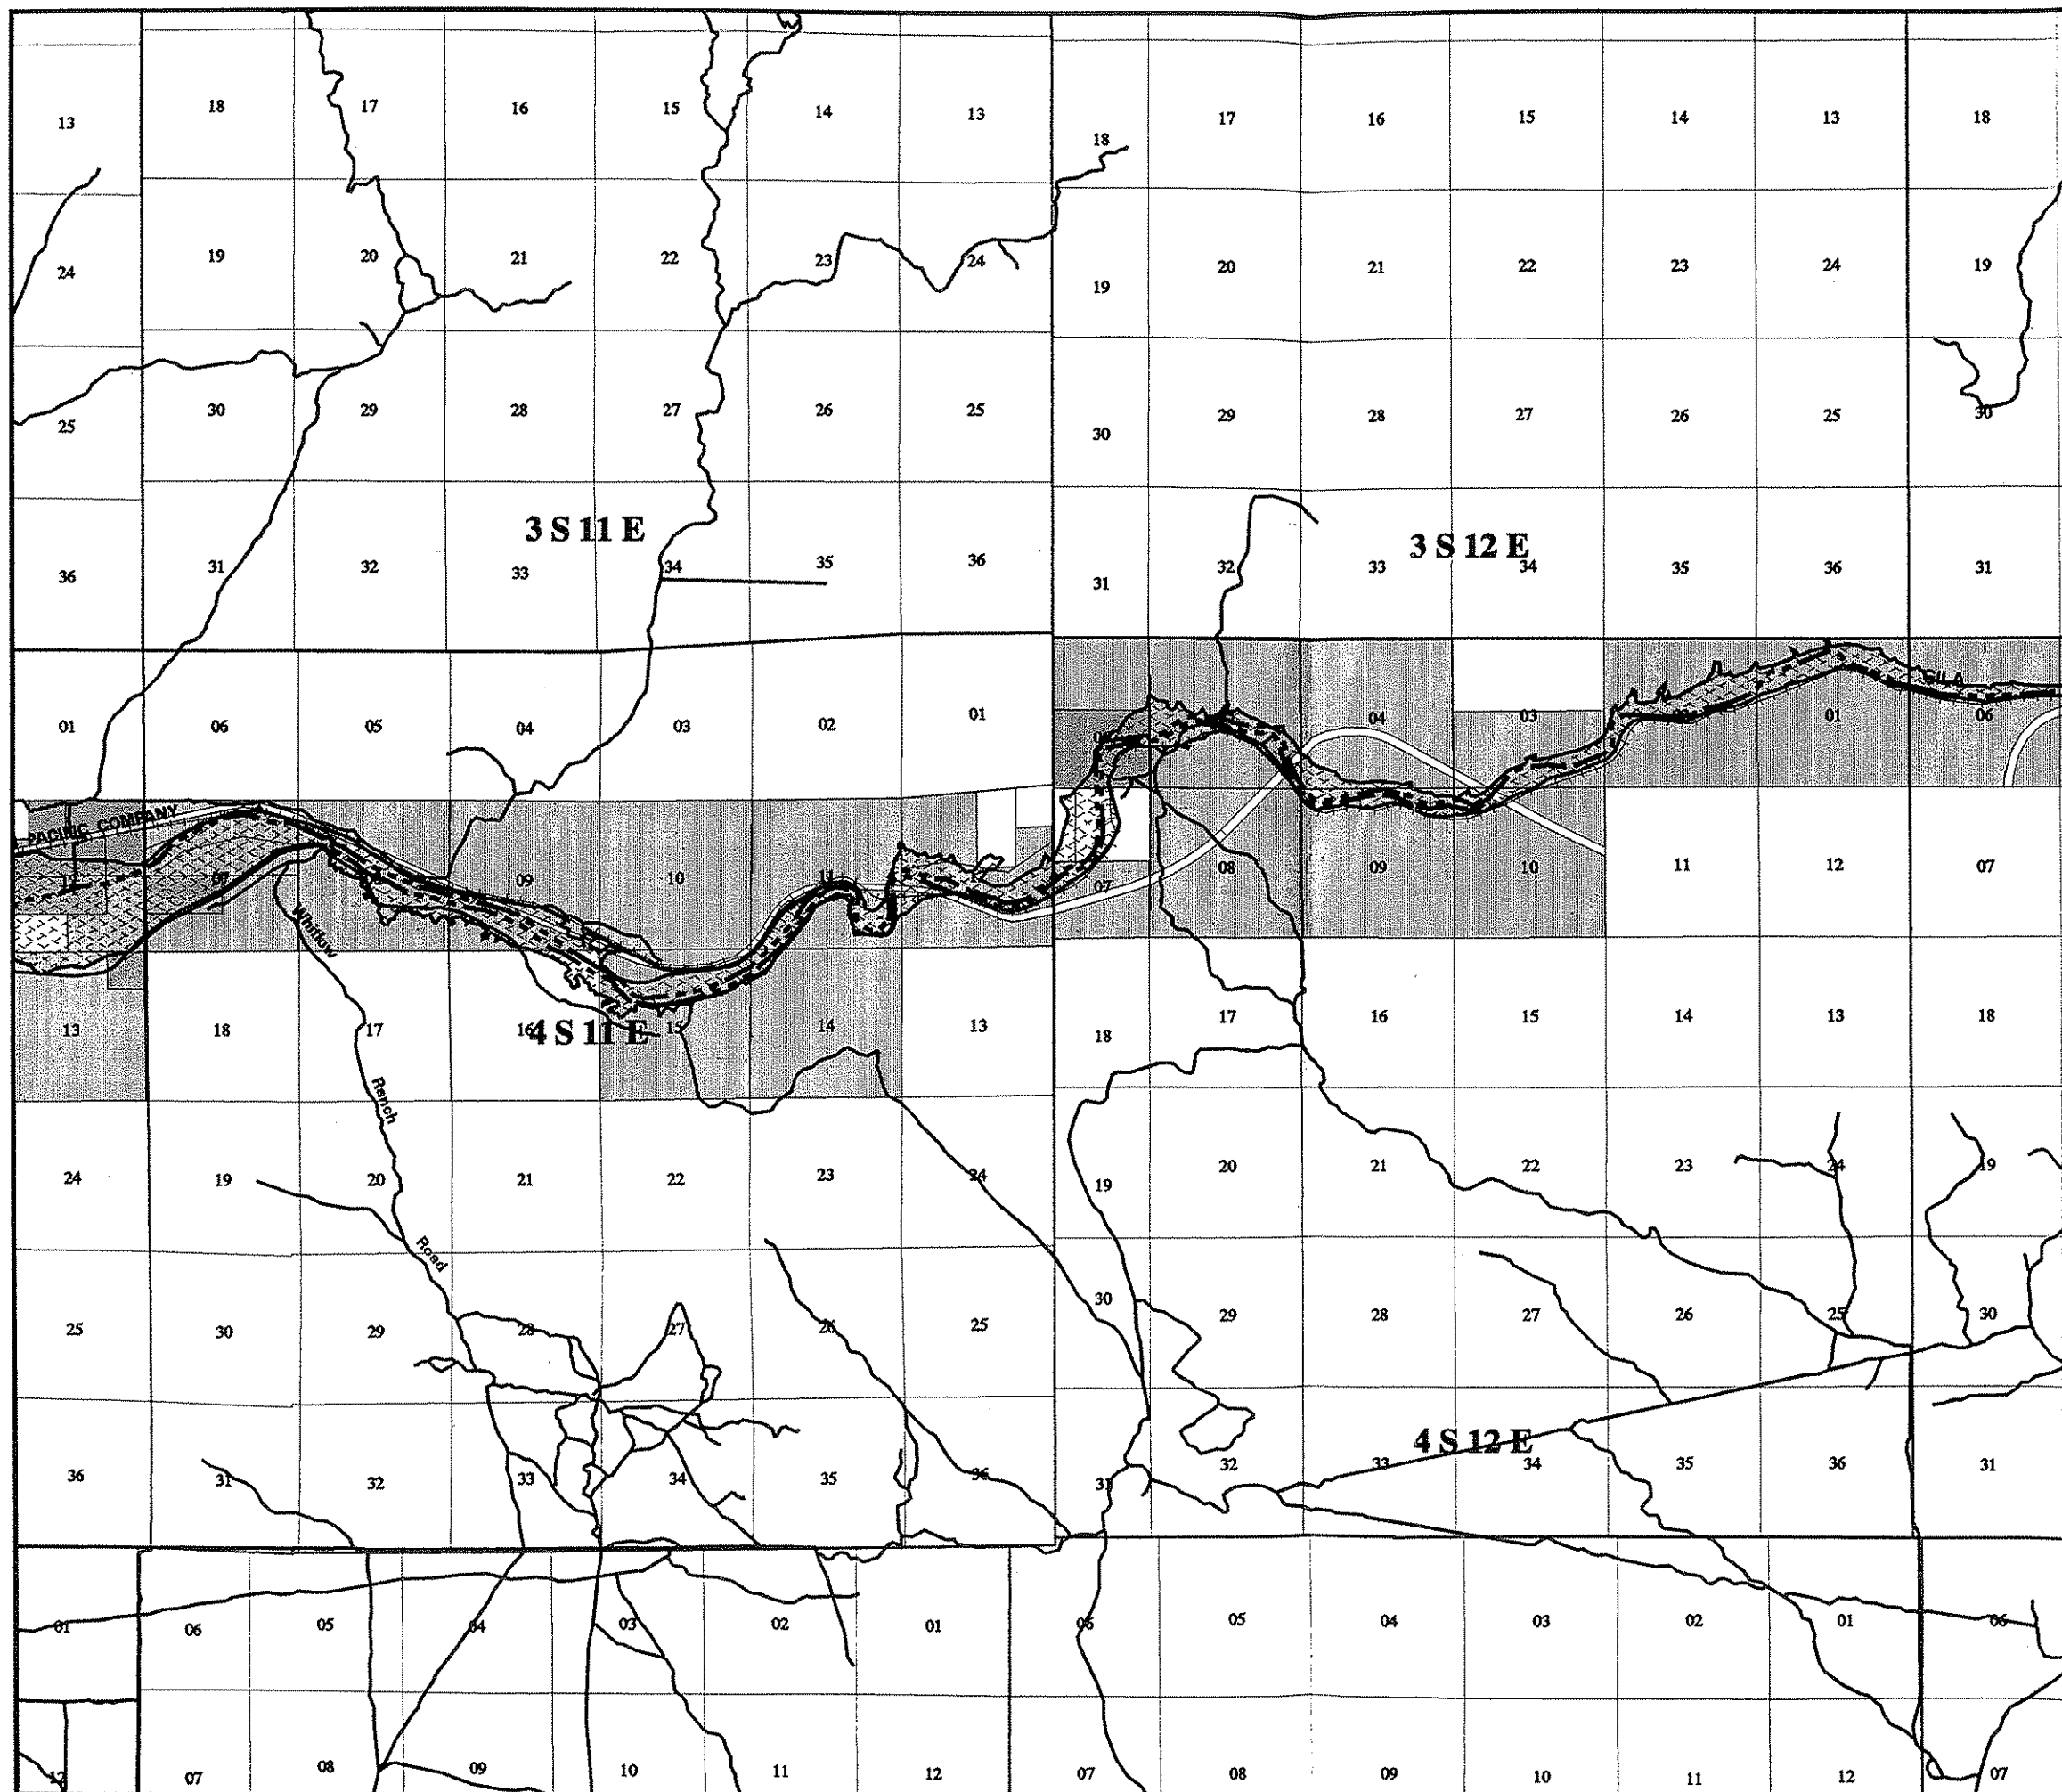 13 18 17 16 15 14 13 18 17 16 15 14 13 18
24 19 20 21 22 23 24 19 20 21 22 23 24 19
25 30 29 28 27 26 25 30 29 28 27 26 25 30
3 S 11 E 3 S 12 E
36 31 32 33 34 35 36 31 32 33 34 35 36 31
GILA
01 06 05 04 03 02 01 04 03 01 06
PACIFIC COMPANY
07 09 10 11 07 08 09 10 11 12 07
Whitlow
13 18 17 16 15 14 13 18 17 16 15 14 13 18
4 S 11 E
Ranch
24 19 20 21 22 23 24 19 20 21 22 23 24 19
Road
25 30 29 28 27 26 25 30 29 28 27 26 25 30
4 S 12 E
36 31 32 33 34 35 36 31 32 33 34 35 36 31
01 06 05 04 03 02 01 06 05 04 03 02 01 06
12 07 08 09 10 11 12 07 08 09 10 11 12 07